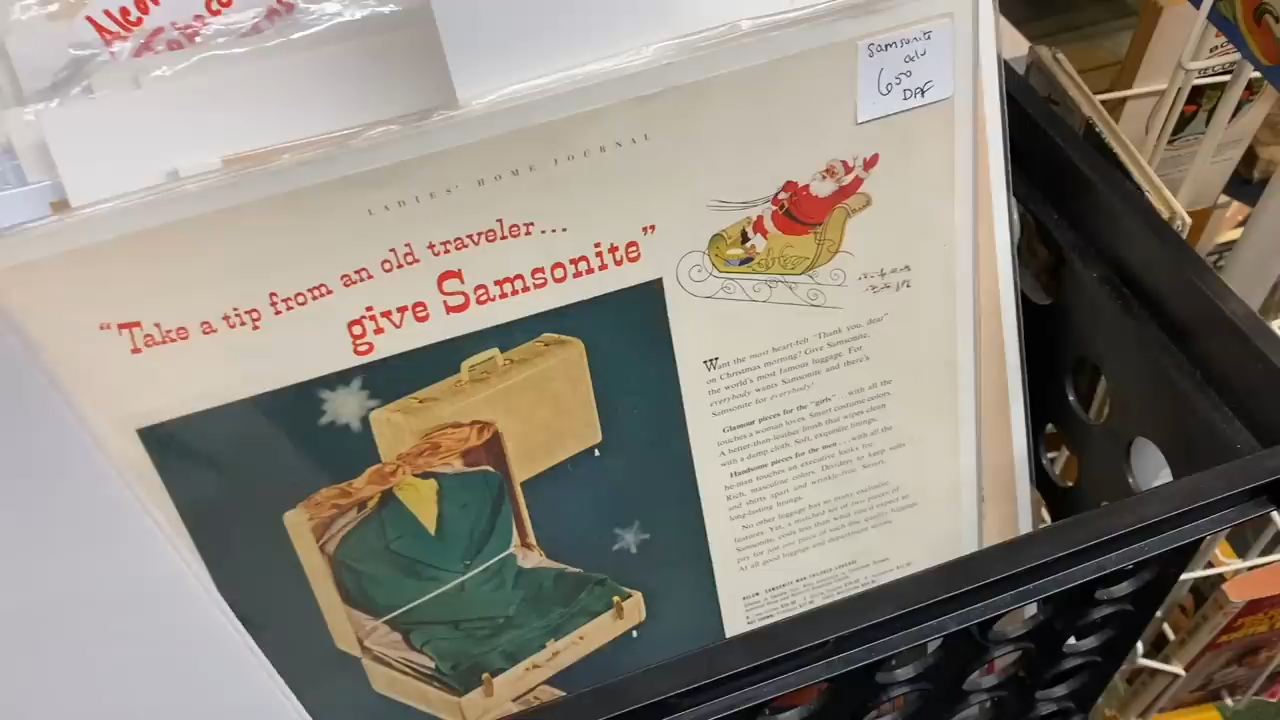 Samsonite
adv
6⁵⁰
DAF
LADIES' HOME JOURNAL
"Take a tip from an old traveler...
give Samsonite"
Want the most heart-felt "Thank you, dear"
on Christmas morning? Give Samsonite,
the world's most famous luggage. For
everybody wants Samsonite and there's
Samsonite for everybody!
Glamour pieces for the "girls" .. with all the
touches a woman loves. Smart costume colors.
A better-than-leather finish that wipes clean
with a damp cloth. Soft, exquisite linings.
Handsome pieces for the men...with all the
he-man touches an executive looks for.
Rich, masculine colors. Dividers to keep suits
and shirts apart and wrinkle-free. Smart,
long-lasting linings.
No other luggage has so many exclusive
features. Yet, a matched set of two pieces of
Samsonite costs less than what you'd expect to
pay for just one piece of such fine quality luggage.
At all good luggage and department stores.